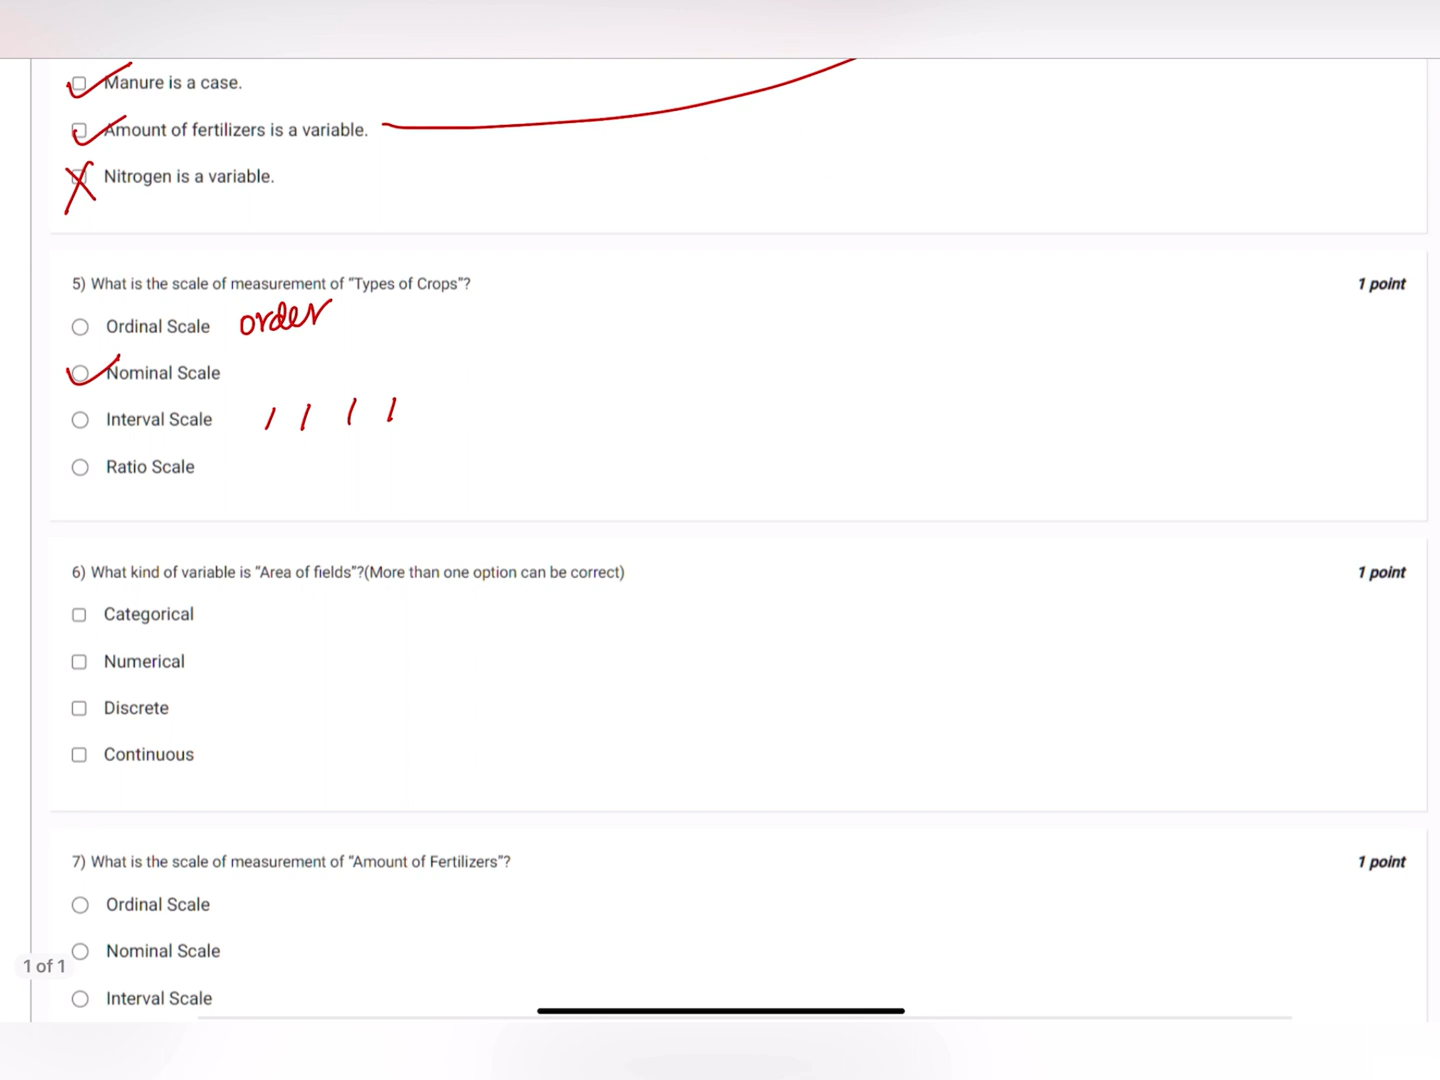 Manure is a case.
Amount of fertilizers is a variable.
Nitrogen is a variable.
5) What is the scale of measurement of “Types of Crops”?
1 point
Ordinal Scale order
Nominal Scale
Interval Scale
Ratio Scale
6) What kind of variable is “Area of fields”?(More than one option can be correct)
1 point
Categorical
Numerical
Discrete
Continuous
7) What is the scale of measurement of “Amount of Fertilizers”?
1 point
Ordinal Scale
Nominal Scale
1 of 1
Interval Scale